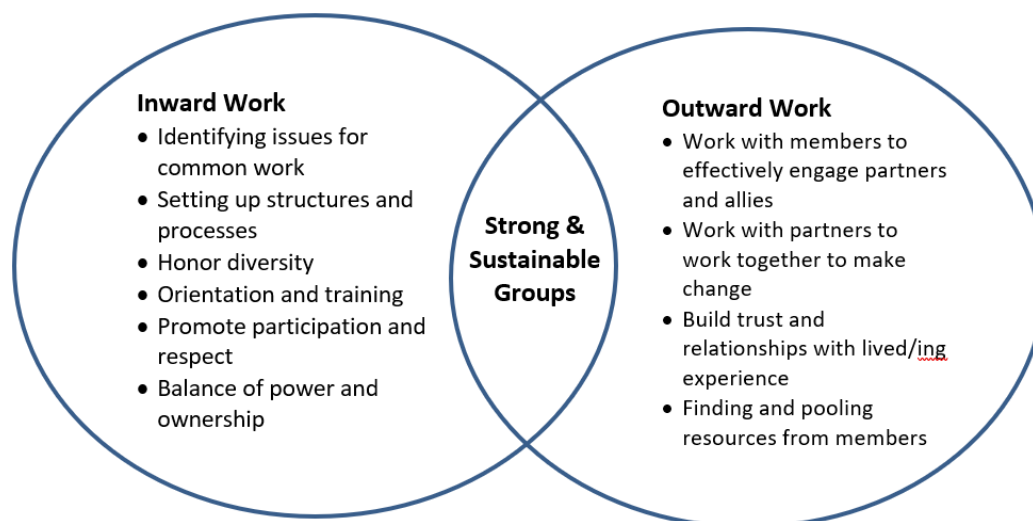 Inward Work
• Identifying issues for
common work
• Setting up structures and
processes
• Honor diversity
• Orientation and training
• Promote participation and
respect
• Balance of power and
ownership
Strong &
Sustainable
Groups
Outward Work
• Work with members to
effectively engage partners
and allies
• Work with partners to
work together to make
change
• Build trust and
relationships with lived/ing
experience
• Finding and pooling
resources from members